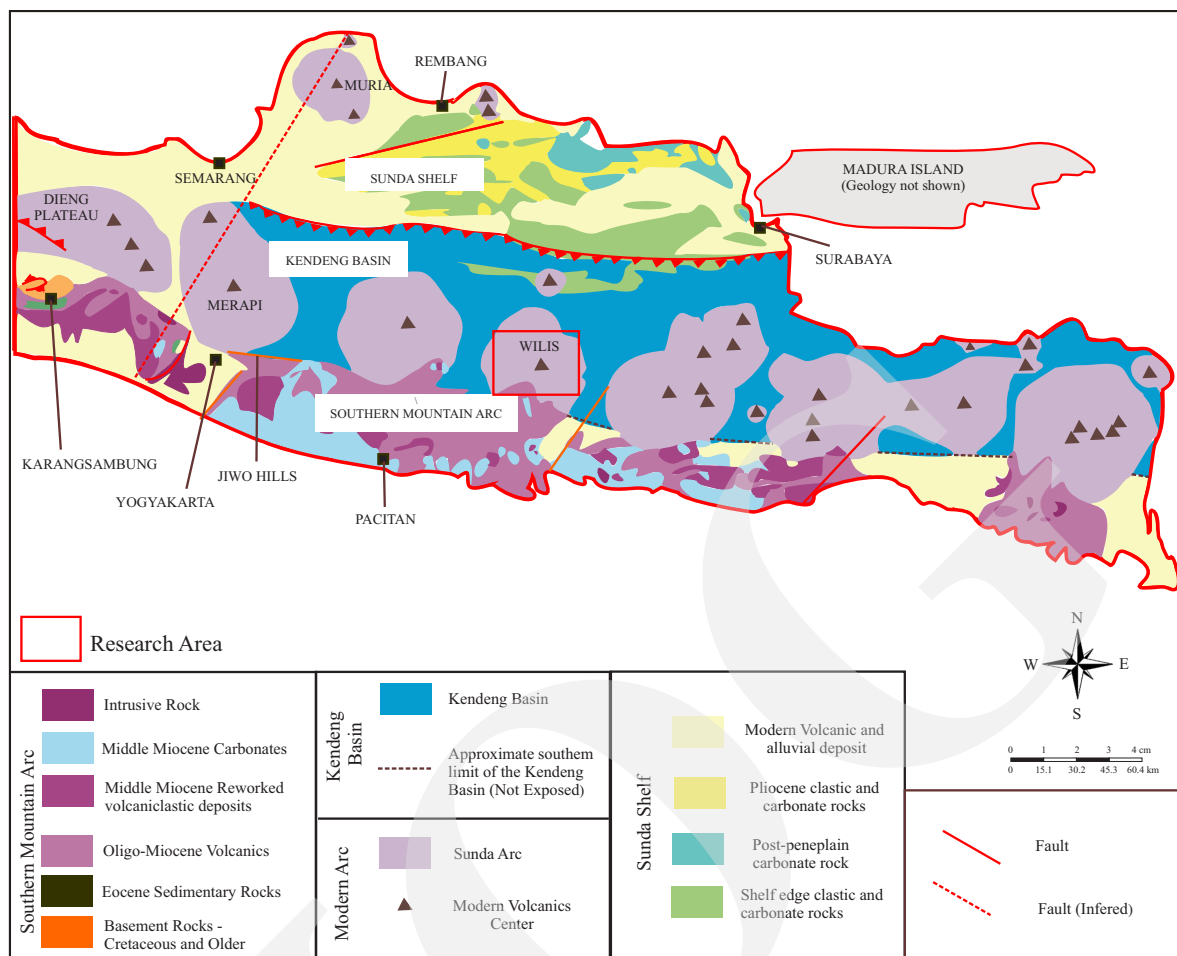 REMBANG
MURIA
SEMARANG
SUNDA SHELF
MADURA ISLAND
(Geology not shown)
DIENG
PLATEAU
SURABAYA
KENDENG BASIN
MERAPI
WILIS
SOUTHERN MOUNTAIN ARC
KARANGSAMBUNG
JIWO HILLS
YOGYAKARTA
PACITAN
Research Area
N
W
E
S
0 1 2 3 4 cm
0 15.1 30.2 45.3 60.4 km
Southern Mountain Arc
Intrusive Rock
Middle Miocene Carbonates
Middle Miocene Reworked
volcaniclastic deposits
Oligo-Miocene Volcanics
Eocene Sedimentary Rocks
Basement Rocks -
Cretaceous and Older
Kendeng
Basin
Kendeng Basin
Approximate southem
limit of the Kendeng
Basin (Not Exposed)
Modern Arc
Sunda Arc
Modern Volcanics
Center
Sunda Shelf
Modern Volcanic and
alluvial deposit
Pliocene clastic and
carbonate rocks
Post-peneplain
carbonate rock
Shelf edge clastic and
carbonate rocks
Fault
Fault (Infered)